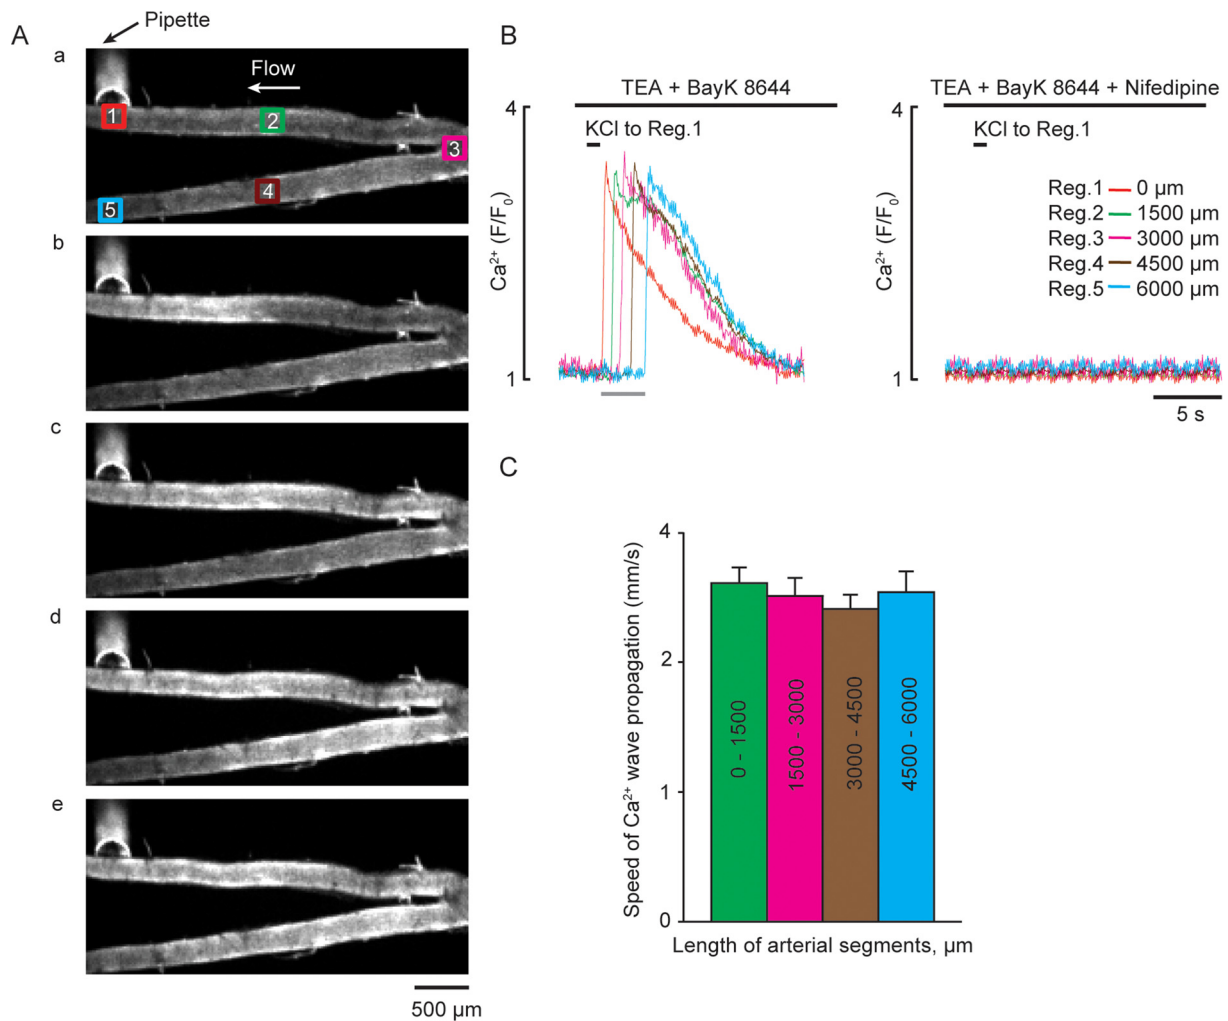 A
Pipette
a
Flow
1
2
3
4
5
b
c
d
e
500 µm
B
TEA + BayK 8644
KCl to Reg.1
4
Ca²⁺ (F/F₀)
1
TEA + BayK 8644 + Nifedipine
KCl to Reg.1
4
Ca²⁺ (F/F₀)
1
Reg.1 0 µm
Reg.2 1500 µm
Reg.3 3000 µm
Reg.4 4500 µm
Reg.5 6000 µm
5 s
C
Speed of Ca²⁺ wave propagation (mm/s)
4
2
1
0
0 - 1500
1500 - 3000
3000 - 4500
4500 - 6000
Length of arterial segments, µm